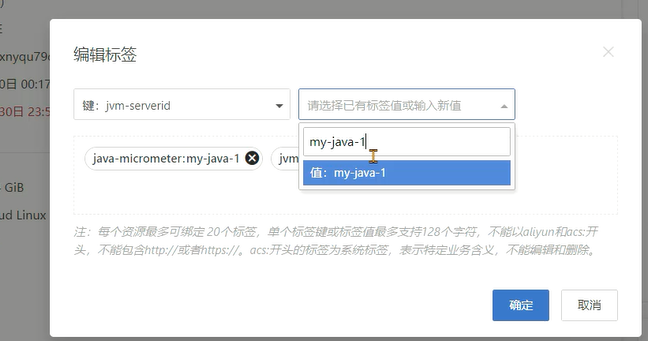 xnyqu79
0日 00:17
30日 23:5
GiB
ud Linux
编辑标签
键：jvm-serverid
请选择已有标签值或输入新值
my-java-1
值：my-java-1
java-micrometer:my-java-1
jvm
注：每个资源最多可绑定 20个标签，单个标签键或标签值最多支持128个字符，不能以aliyun和acs:开
头，不能包含http://或者https://。acs:开头的标签为系统标签，表示特定业务含义，不能编辑和删除。
确定
取消